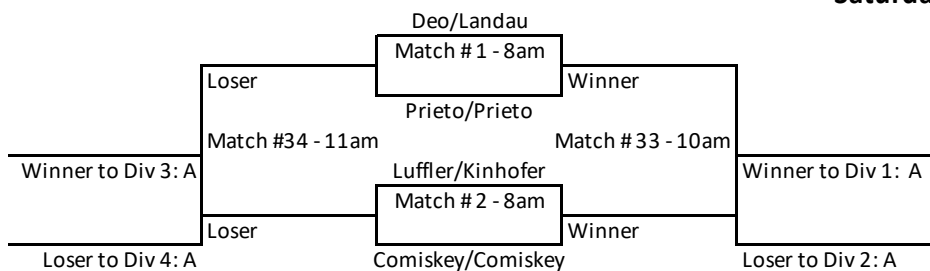 Deo/Landau
Match #1 - 8am
Loser
Winner
Prieto/Prieto
Match #34 - 11am
Match #33 - 10am
Winner to Div 3: A
Luffler/Kinhofer
Winner to Div 1: A
Match #2 - 8am
Loser
Winner
Loser to Div 4: A
Comiskey/Comiskey
Loser to Div 2: A